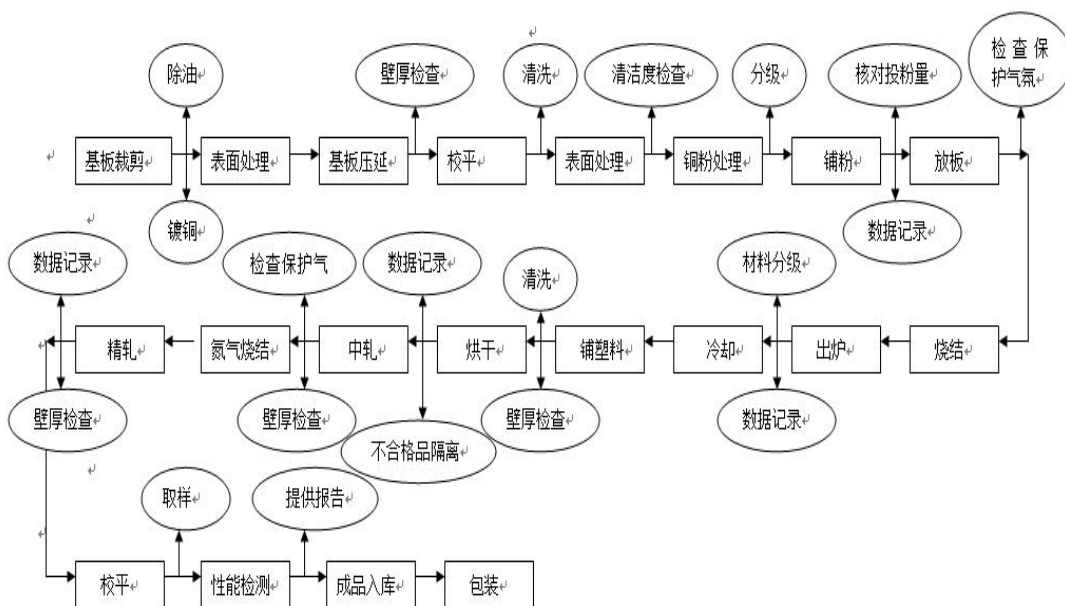 除油
壁厚检查
清洗
清洁度检查
分级
核对投粉量
检查保
护气氛
基板裁剪
表面处理
基板压延
校平
表面处理
铜粉处理
铺粉
放板
镀铜
数据记录
数据记录
检查保护气
数据记录
清洗
材料分级
精轧
氮气烧结
中轧
烘干
铺塑料
冷却
出炉
烧结
壁厚检查
壁厚检查
不合格品隔离
壁厚检查
数据记录
取样
提供报告
校平
性能检测
成品入库
包装